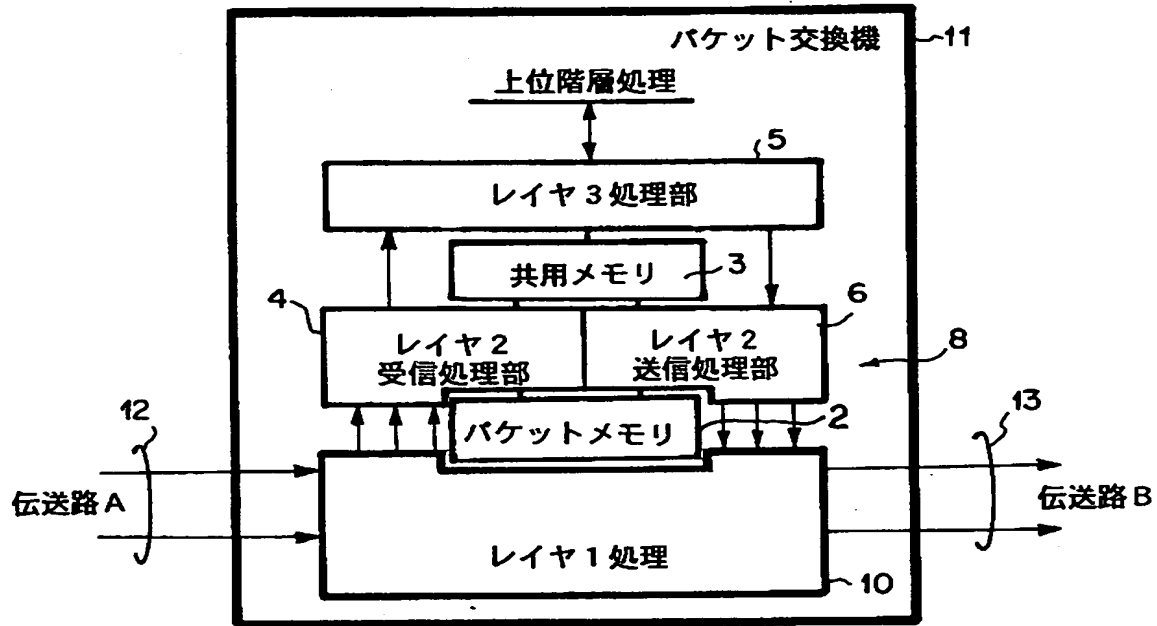 パケット交換機
11
上位階層処理
5
レイヤ3処理部
共用メモリ
3
4
6
レイヤ2
受信処理部
レイヤ2
送信処理部
8
12
パケットメモリ
2
13
伝送路A
伝送路B
レイヤ1処理
10